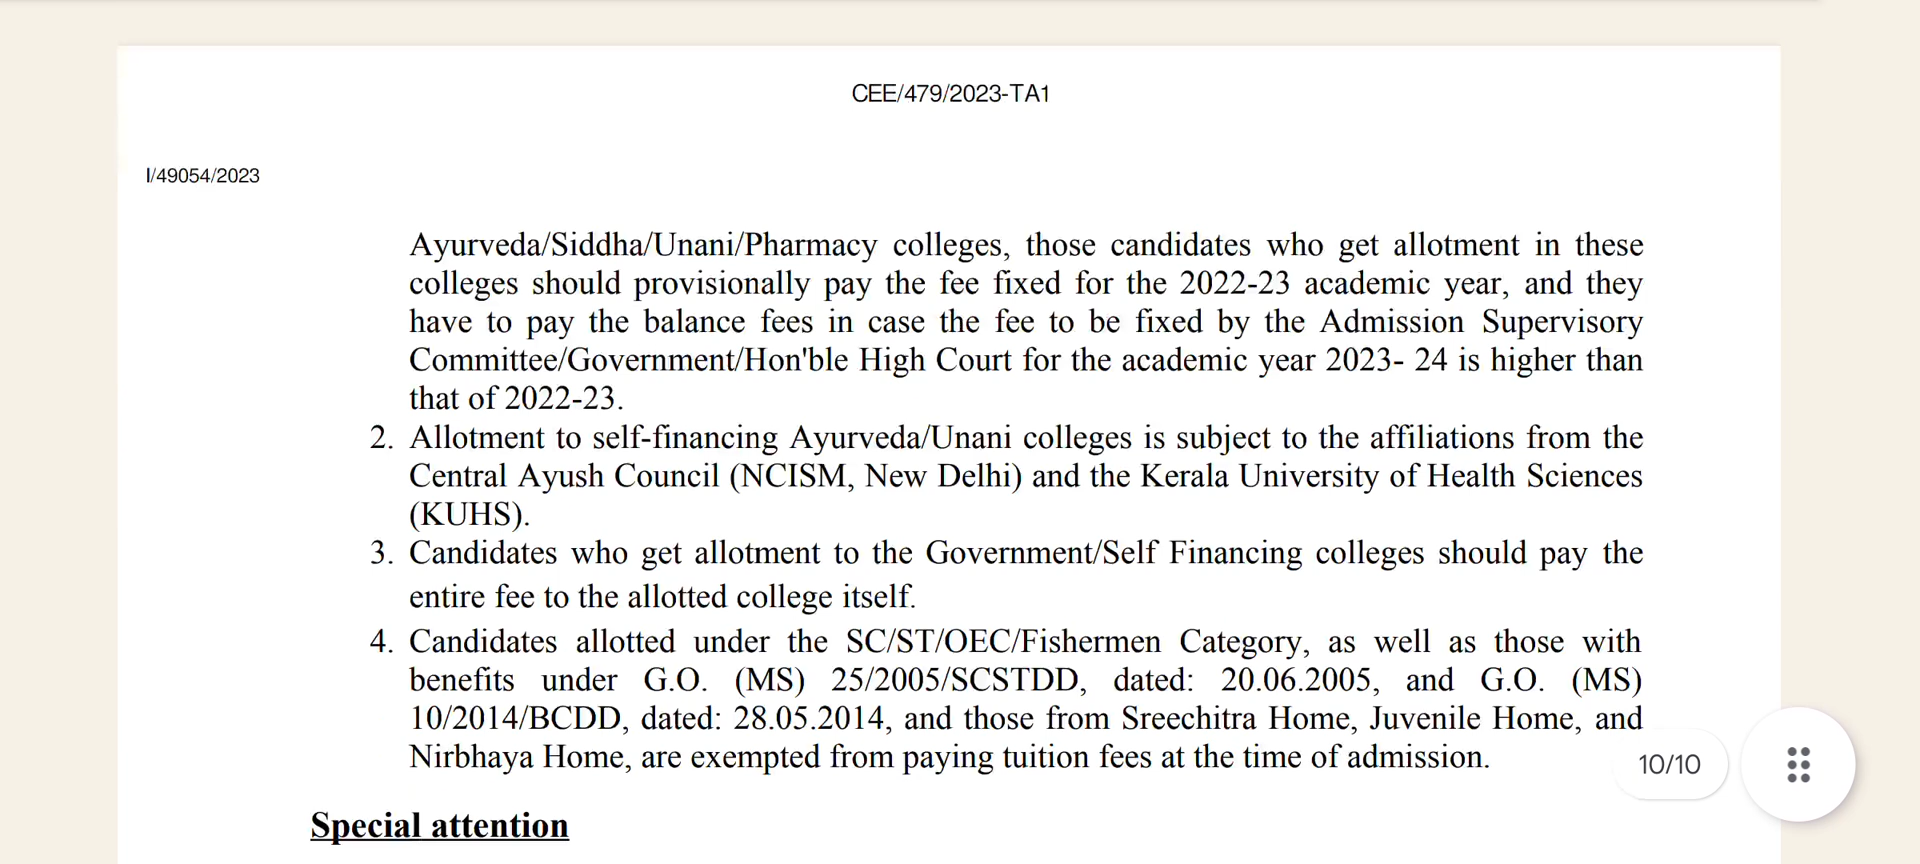 CEE/479/2023-TA1
I/49054/2023
Ayurveda/Siddha/Unani/Pharmacy colleges, those candidates who get allotment in these
colleges should provisionally pay the fee fixed for the 2022-23 academic year, and they
have to pay the balance fees in case the fee to be fixed by the Admission Supervisory
Committee/Government/Hon'ble High Court for the academic year 2023- 24 is higher than
that of 2022-23.
2. Allotment to self-financing Ayurveda/Unani colleges is subject to the affiliations from the
Central Ayush Council (NCISM, New Delhi) and the Kerala University of Health Sciences
(KUHS).
3. Candidates who get allotment to the Government/Self Financing colleges should pay the
entire fee to the allotted college itself.
4. Candidates allotted under the SC/ST/OEC/Fishermen Category, as well as those with
benefits under G.O. (MS) 25/2005/SCSTDD, dated: 20.06.2005, and G.O. (MS)
10/2014/BCDD, dated: 28.05.2014, and those from Sreechitra Home, Juvenile Home, and
Nirbhaya Home, are exempted from paying tuition fees at the time of admission.
10/10
Special attention